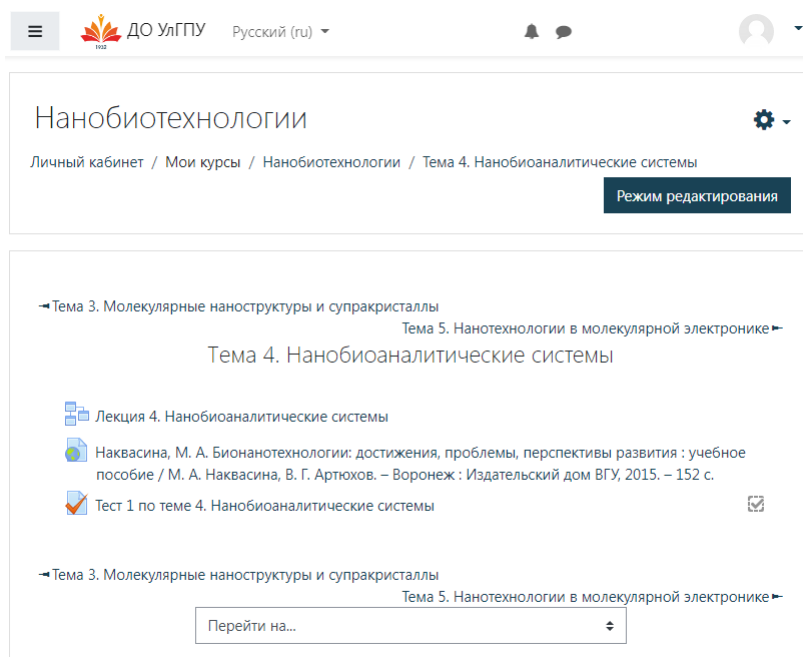 ДО УлГПУ Русский (ru)
1932
Нанобиотехнологии
Личный кабинет / Мои курсы / Нанобиотехнологии / Тема 4. Нанобиоаналитические системы
Режим редактирования
Тема 3. Молекулярные наноструктуры и супракристаллы
Тема 5. Нанотехнологии в молекулярной электронике
Тема 4. Нанобиоаналитические системы
Лекция 4. Нанобиоаналитические системы
Наквасина, М. А. Бионанотехнологии: достижения, проблемы, перспективы развития : учебное
пособие / М. А. Наквасина, В. Г. Артюхов. – Воронеж : Издательский дом ВГУ, 2015. – 152 с.
Тест 1 по теме 4. Нанобиоаналитические системы
Тема 3. Молекулярные наноструктуры и супракристаллы
Тема 5. Нанотехнологии в молекулярной электронике
Перейти на...